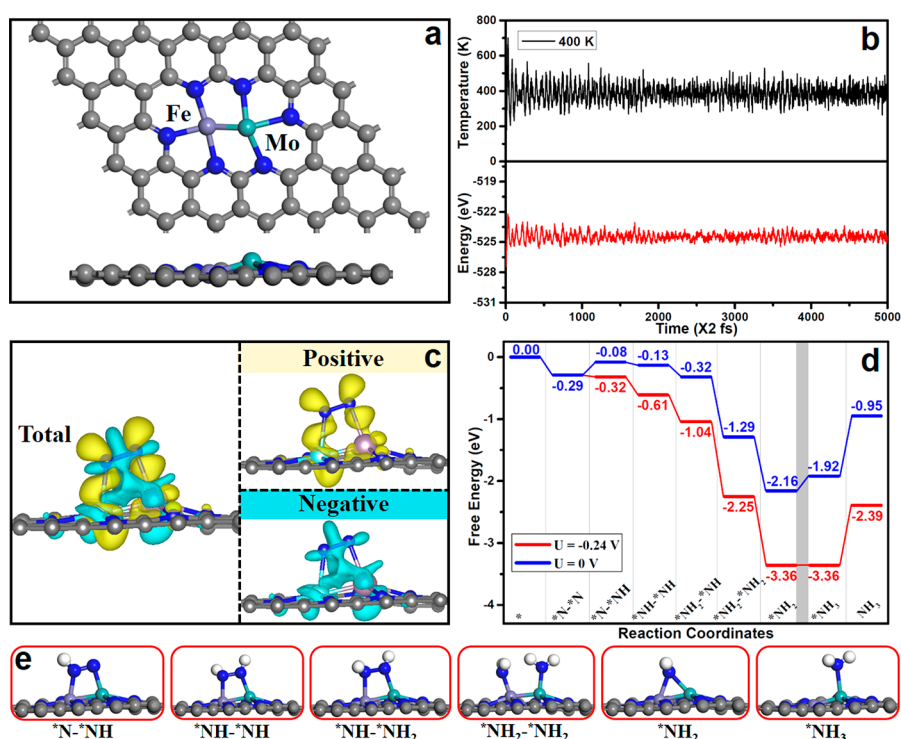 a
Fe
Mo
b
400 K
Temperature (K)
800
600
400
200
0
Energy (eV)
-519
-522
-525
-528
-531
0
1000
2000
3000
4000
5000
Time (X2 fs)
c
Total
Positive
Negative
d
Free Energy (eV)
0
-1
-2
-3
-4
0.00
-0.29
-0.08
-0.13
-0.32
-1.29
-2.16
-1.92
-0.95
-0.32
-0.61
-1.04
-2.25
-3.36
-3.36
-2.39
U = -0.24 V
U = 0 V
*
*N-*N
*N-*NH
*NH-*NH
*NH₂-*NH
*NH₂-*NH₂
*NH₂
*NH₃
NH₃
Reaction Coordinates
e
*N-*NH
*NH-*NH
*NH-*NH₂
*NH₂-*NH₂
*NH₂
*NH₃